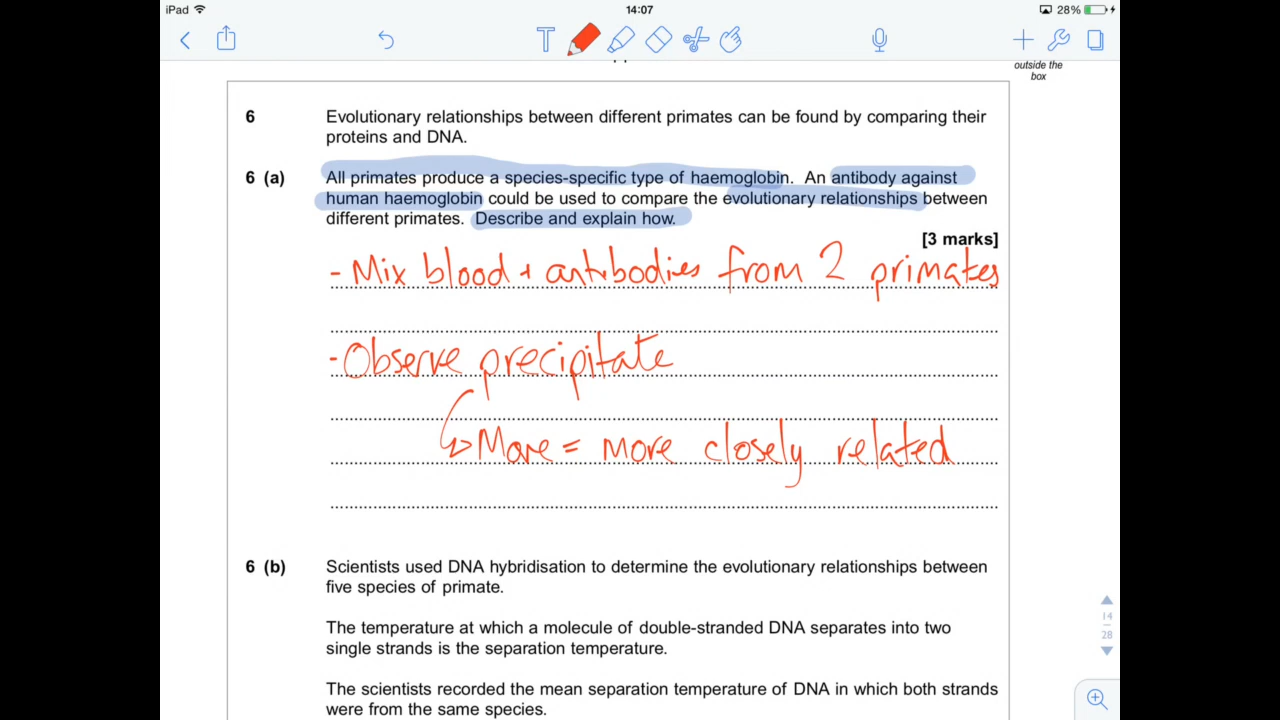 iPad 14:07 28%
T
outside the
box
6 Evolutionary relationships between different primates can be found by comparing their
proteins and DNA.
6 (a) All primates produce a species-specific type of haemoglobin. An antibody against
human haemoglobin could be used to compare the evolutionary relationships between
different primates. Describe and explain how.
[3 marks]
- Mix blood + antibodies from 2 primates
- Observe precipitate
More = more closely related
6 (b) Scientists used DNA hybridisation to determine the evolutionary relationships between
five species of primate.
The temperature at which a molecule of double-stranded DNA separates into two
single strands is the separation temperature.
14
28
The scientists recorded the mean separation temperature of DNA in which both strands
were from the same species.